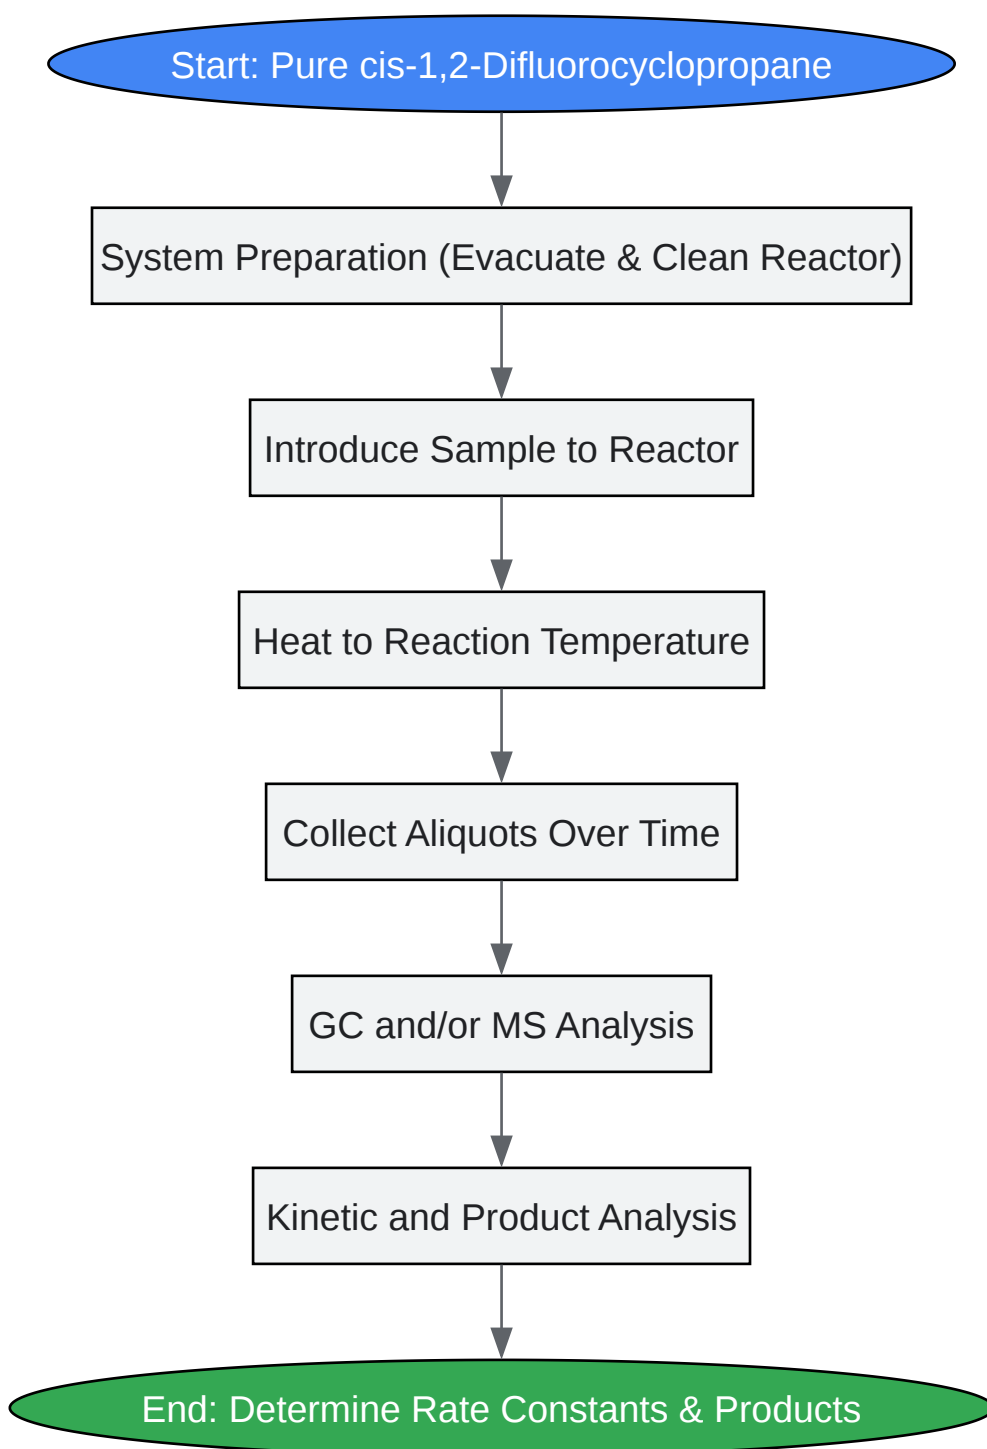 Start: Pure cis-1,2-Difluorocyclopropane
System Preparation (Evacuate & Clean Reactor)
Introduce Sample to Reactor
Heat to Reaction Temperature
Collect Aliquots Over Time
GC and/or MS Analysis
Kinetic and Product Analysis
End: Determine Rate Constants & Products